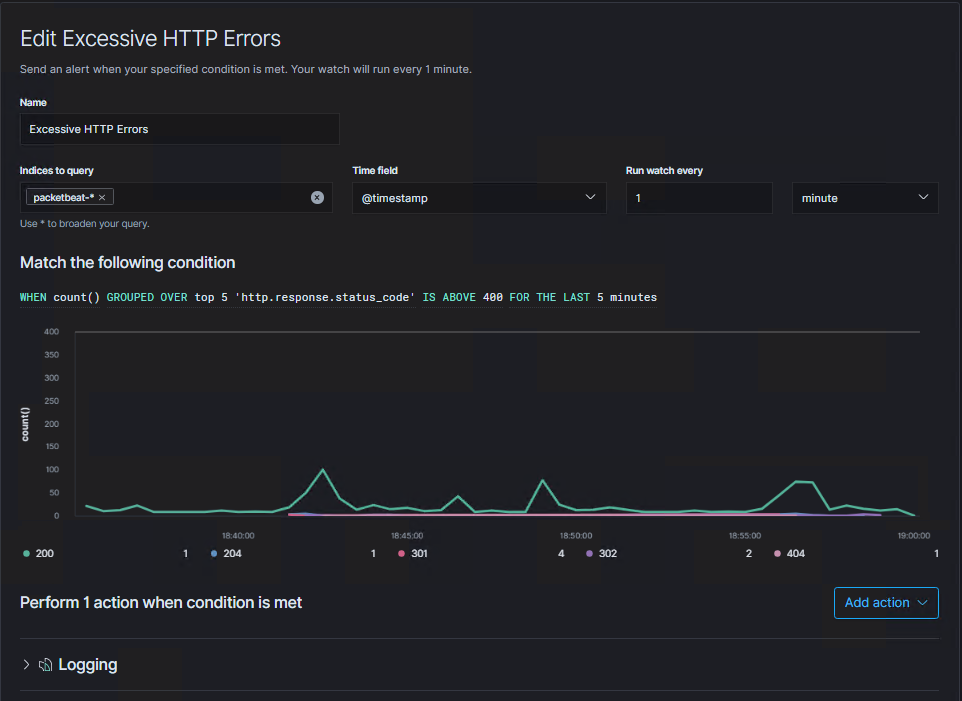 Edit Excessive HTTP Errors
Send an alert when your specified condition is met. Your watch will run every 1 minute.
Name
Excessive HTTP Errors
Indices to query Time field Run watch every
packetbeat-* × @timestamp 1 minute
Use * to broaden your query.
Match the following condition
WHEN count() GROUPED OVER top 5 'http.response.status_code' IS ABOVE 400 FOR THE LAST 5 minutes
400
350
300
250
200
150
100
50
0
count()
18:40:00 18:45:00 18:50:00 18:55:00 19:00:00
200 1 204 1 301 4 302 2 404 1
Perform 1 action when condition is met Add action
Logging